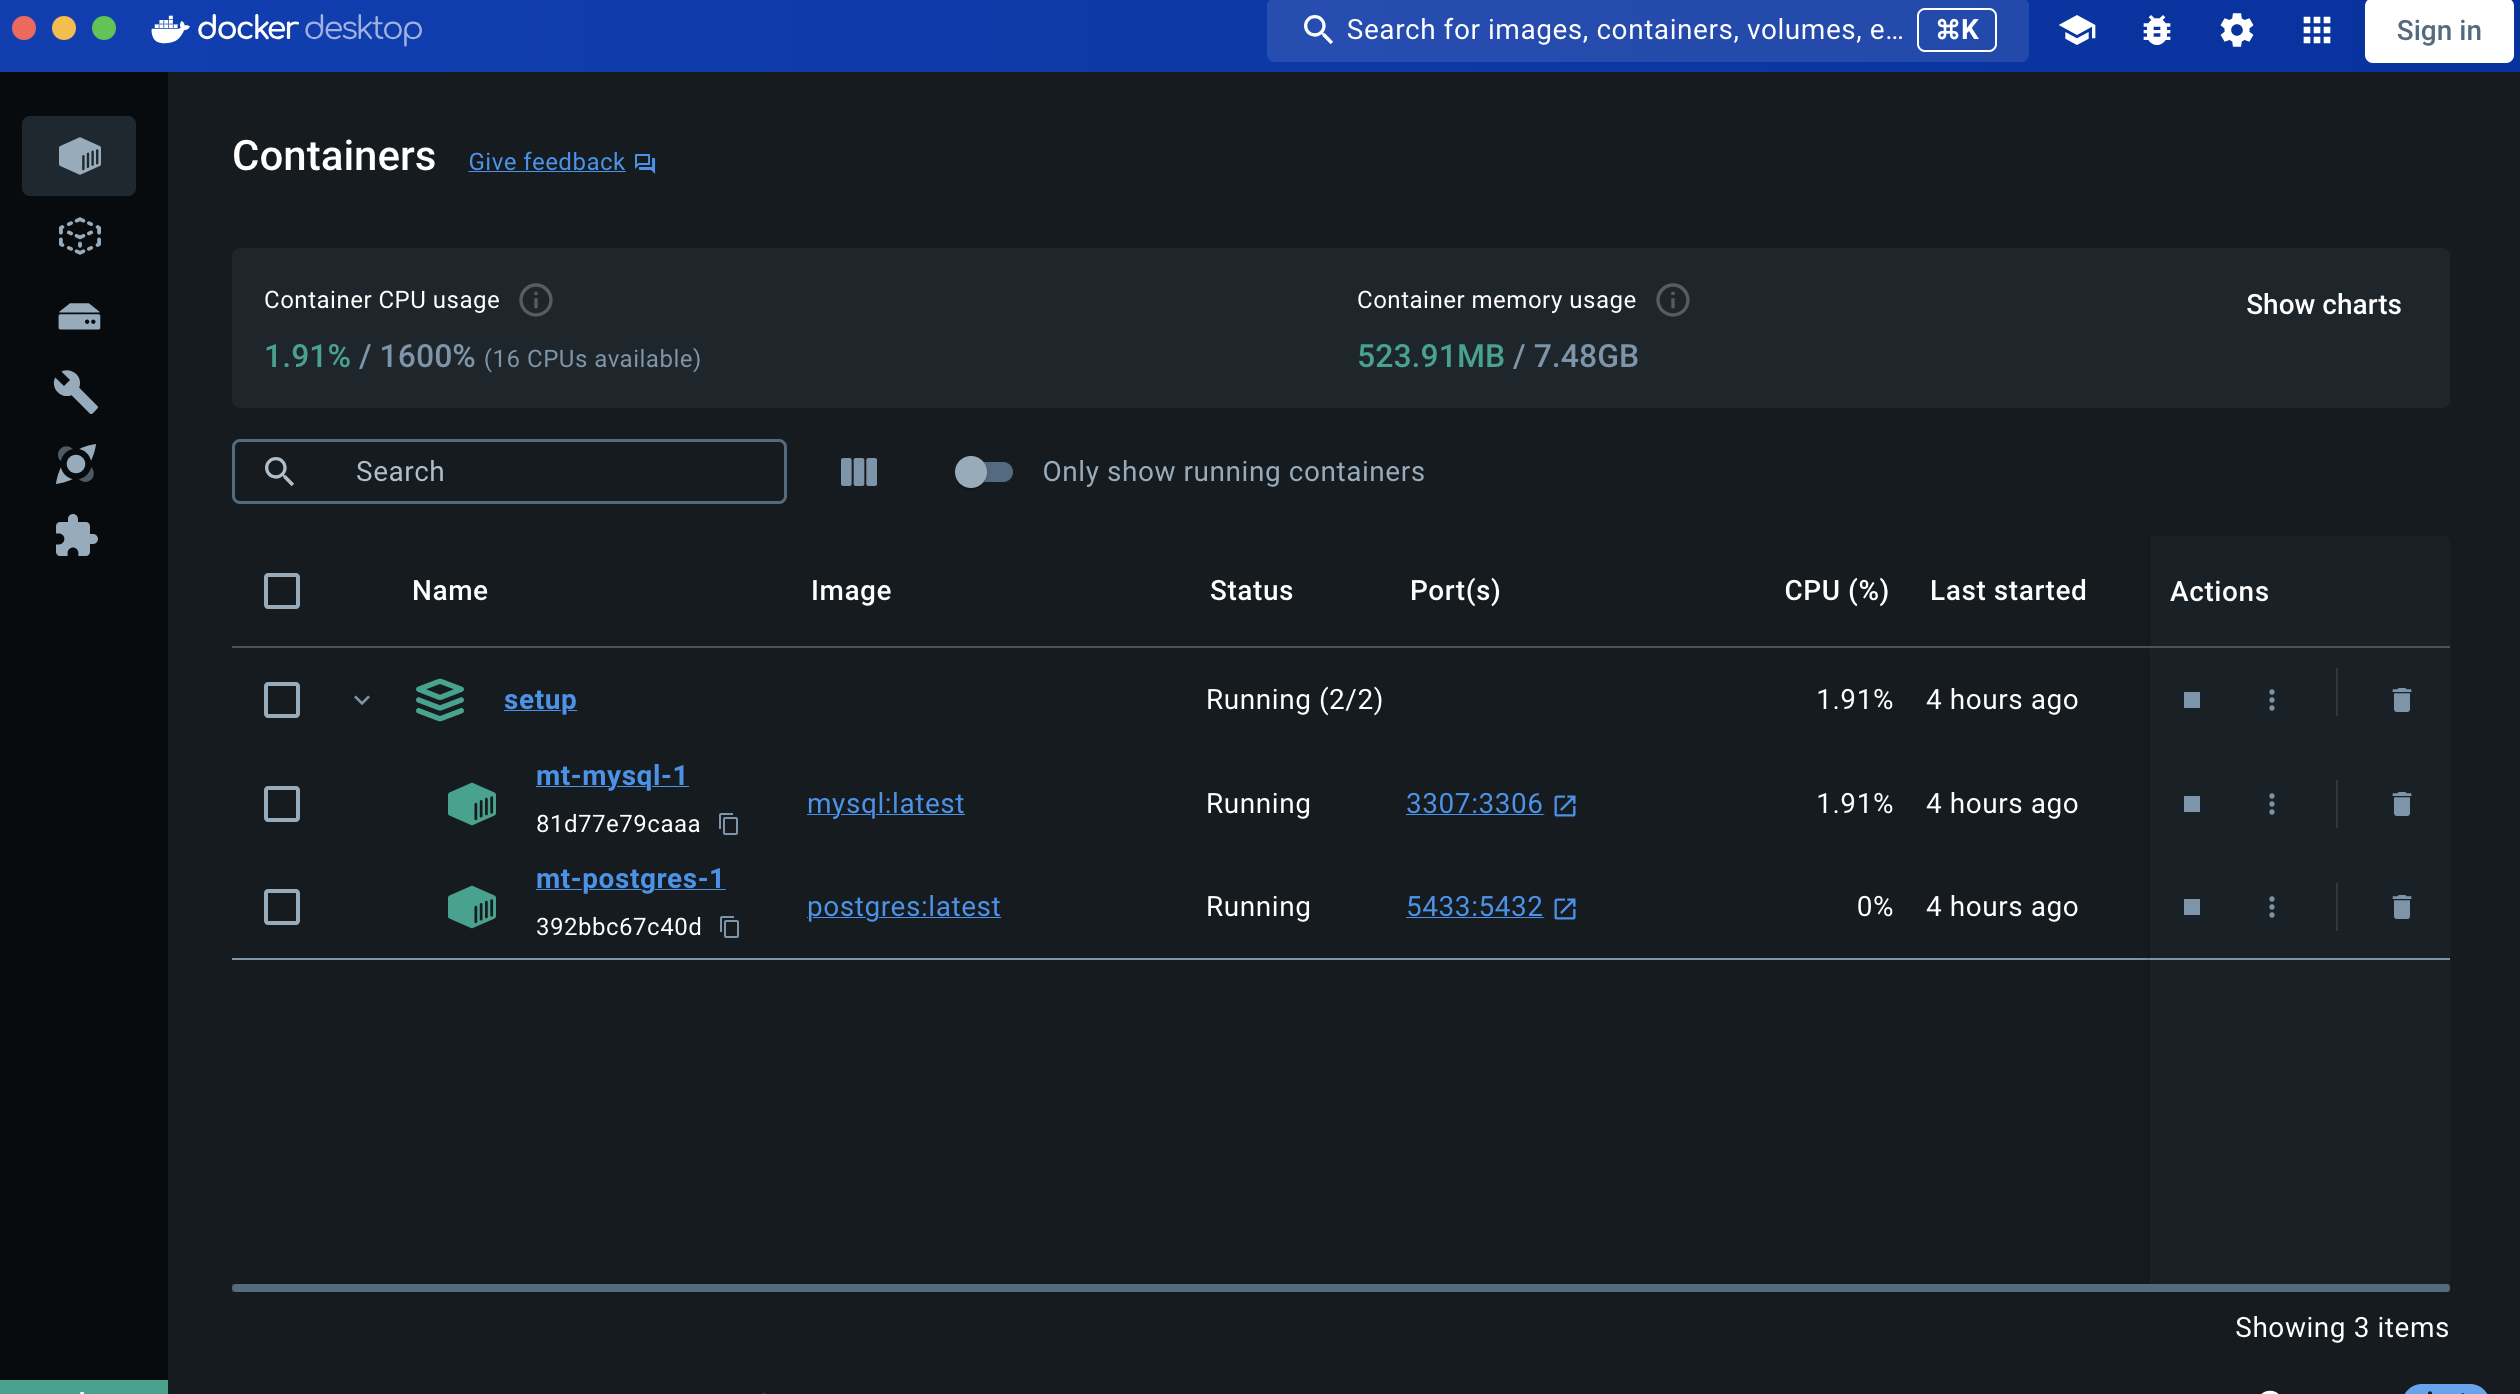 docker desktop
Search for images, containers, volumes, e... ⌘K
Sign in
Containers Give feedback
Container CPU usage
1.91% / 1600% (16 CPUs available)
Container memory usage
523.91MB / 7.48GB
Show charts
Search
Only show running containers
Name Image Status Port(s) CPU (%) Last started Actions
setup Running (2/2) 1.91% 4 hours ago
mt-mysql-1
81d77e79caaa
mysql:latest Running 3307:3306 1.91% 4 hours ago
mt-postgres-1
392bbc67c40d
postgres:latest Running 5433:5432 0% 4 hours ago
Showing 3 items